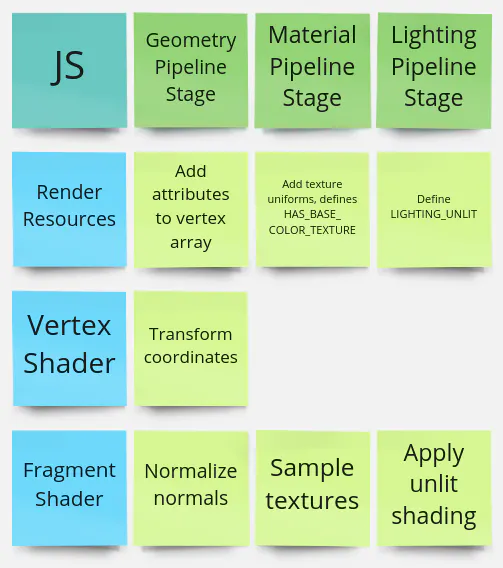 JS
Geometry
Pipeline
Stage
Material
Pipeline
Stage
Lighting
Pipeline
Stage
Render
Resources
Add
attributes
to vertex
array
Add texture
uniforms, defines
HAS_BASE_
COLOR_TEXTURE
Define
LIGHTING_UNLIT
Vertex
Shader
Transform
coordinates
Fragment
Shader
Normalize
normals
Sample
textures
Apply
unlit
shading